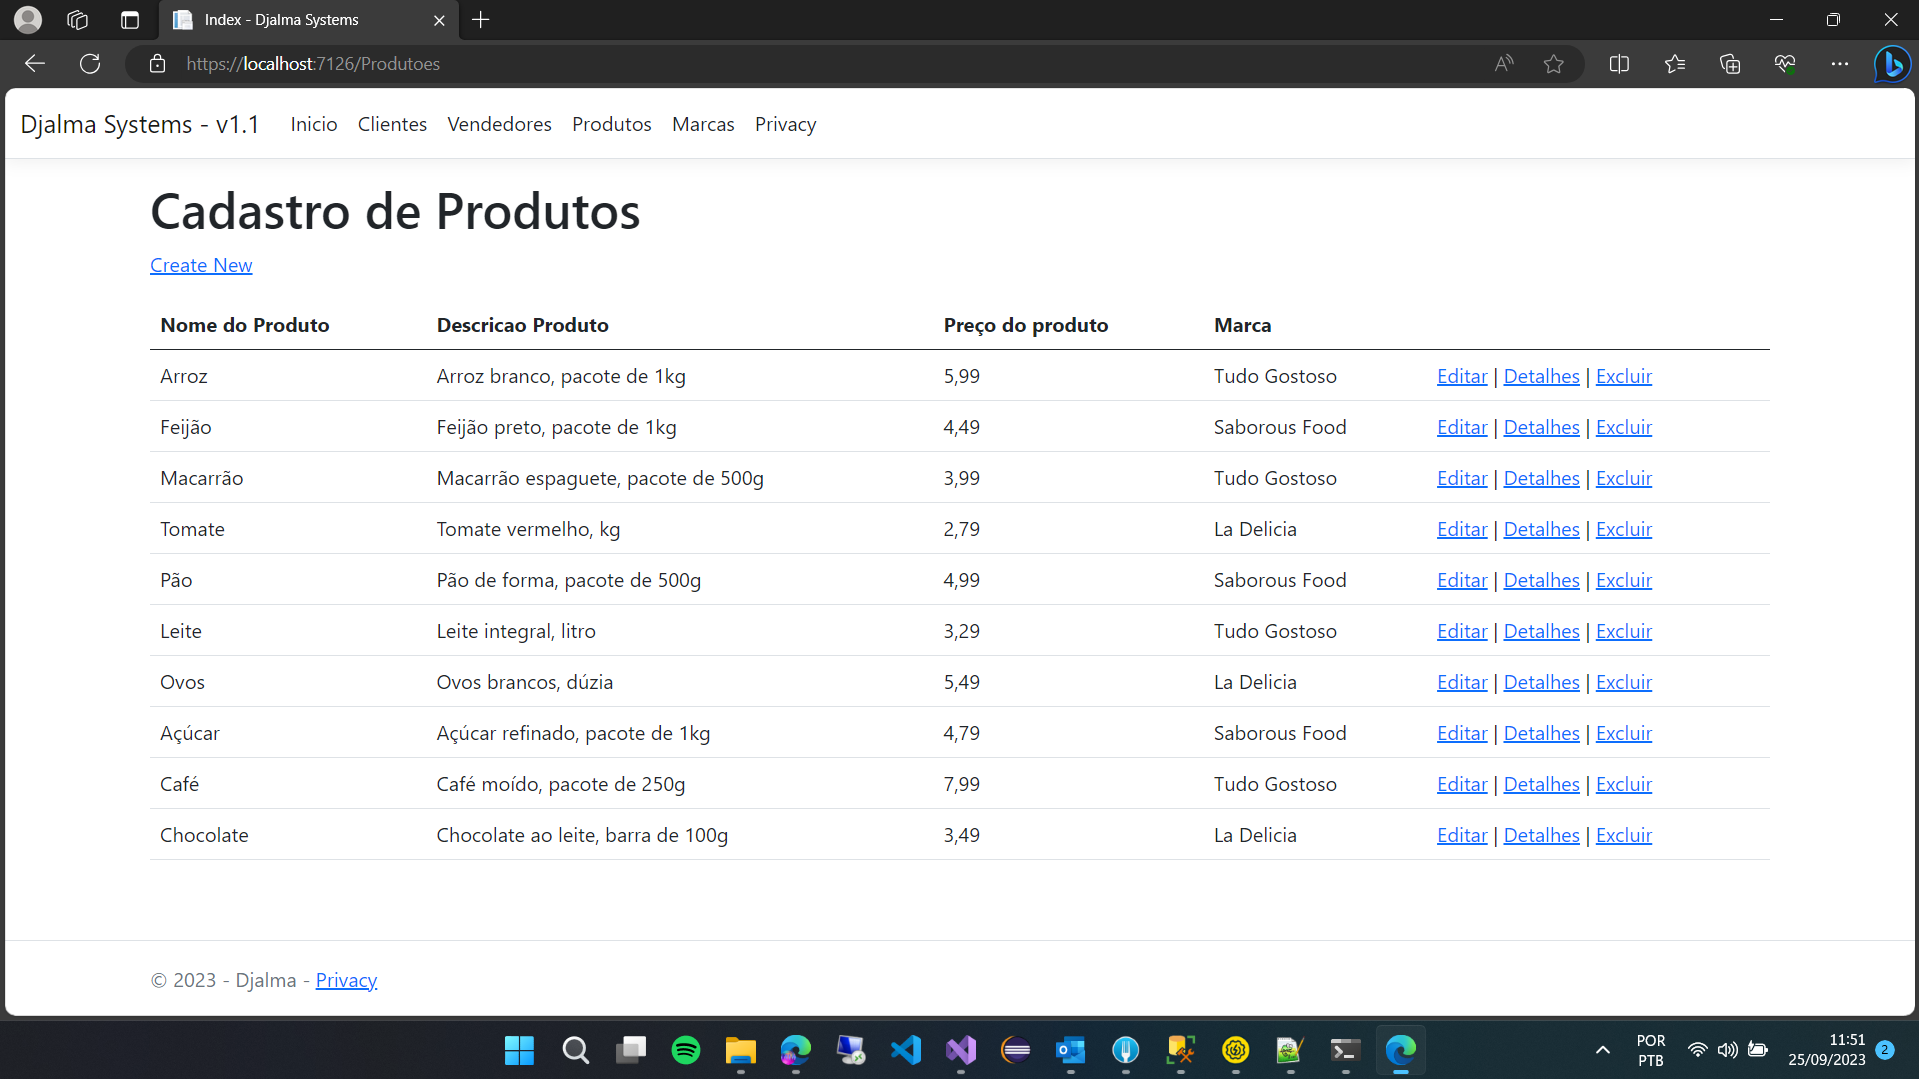 Index - Djalma Systems
https://localhost:7126/Produtoes
Djalma Systems - v1.1 Inicio Clientes Vendedores Produtos Marcas Privacy
Cadastro de Produtos
Create New
Nome do Produto Descricao Produto Preço do produto Marca
Arroz Arroz branco, pacote de 1kg 5,99 Tudo Gostoso Editar | Detalhes | Excluir
Feijão Feijão preto, pacote de 1kg 4,49 Saborous Food Editar | Detalhes | Excluir
Macarrão Macarrão espaguete, pacote de 500g 3,99 Tudo Gostoso Editar | Detalhes | Excluir
Tomate Tomate vermelho, kg 2,79 La Delicia Editar | Detalhes | Excluir
Pão Pão de forma, pacote de 500g 4,99 Saborous Food Editar | Detalhes | Excluir
Leite Leite integral, litro 3,29 Tudo Gostoso Editar | Detalhes | Excluir
Ovos Ovos brancos, dúzia 5,49 La Delicia Editar | Detalhes | Excluir
Açúcar Açúcar refinado, pacote de 1kg 4,79 Saborous Food Editar | Detalhes | Excluir
Café Café moído, pacote de 250g 7,99 Tudo Gostoso Editar | Detalhes | Excluir
Chocolate Chocolate ao leite, barra de 100g 3,49 La Delicia Editar | Detalhes | Excluir
© 2023 - Djalma - Privacy
POR 11:51
PTB 25/09/2023 2